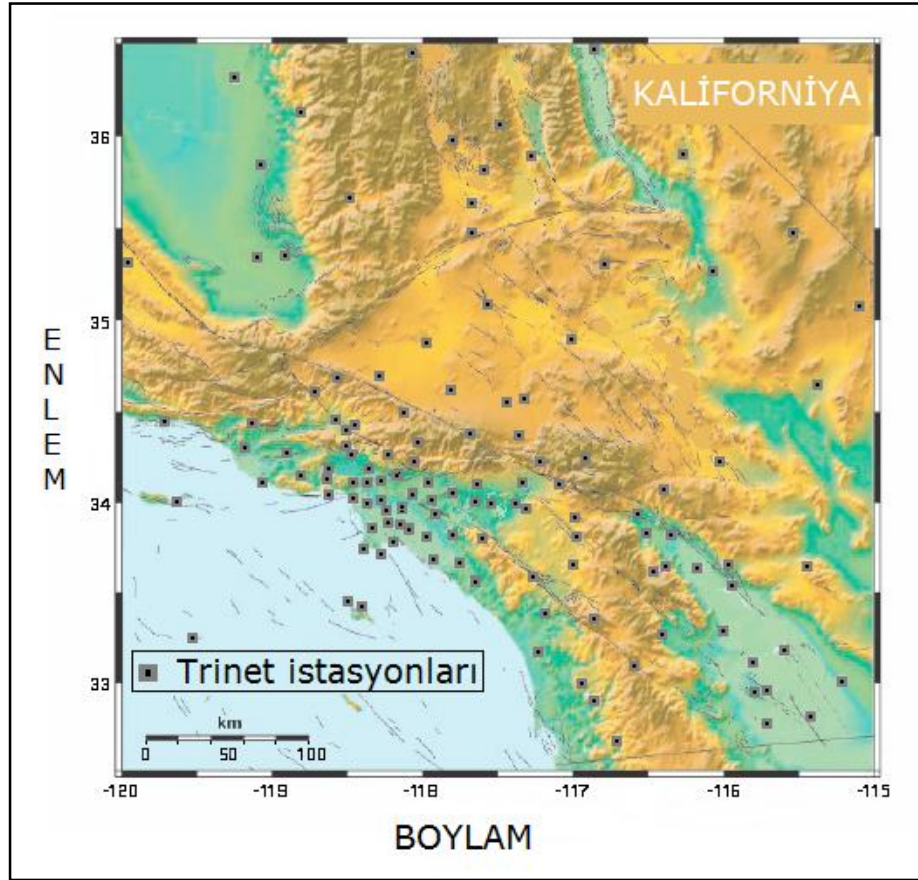 KALİFORNİYA
36
35
34
33
ENLEM
Trinet istasyonları
km
0 50 100
-120 -119 -118 -117 -116 -115
BOYLAM